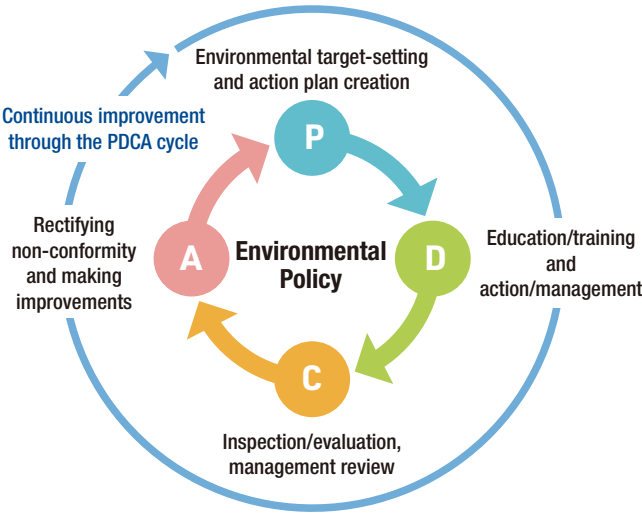 Environmental target-setting
and action plan creation
Continuous improvement
through the PDCA cycle
P
Rectifying
non-conformity
and making
improvements
A
Environmental
Policy
D
Education/training
and
action/management
C
Inspection/evaluation,
management review